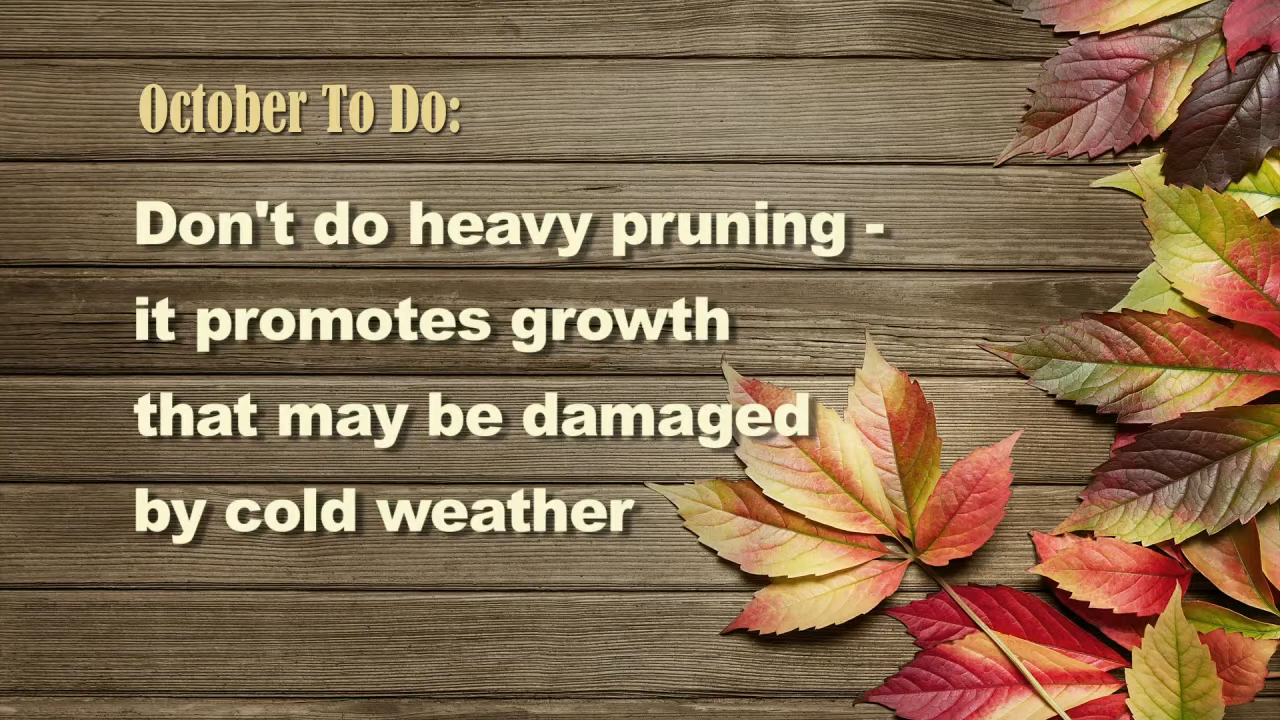 October To Do:
Don't do heavy pruning -
it promotes growth
that may be damaged
by cold weather